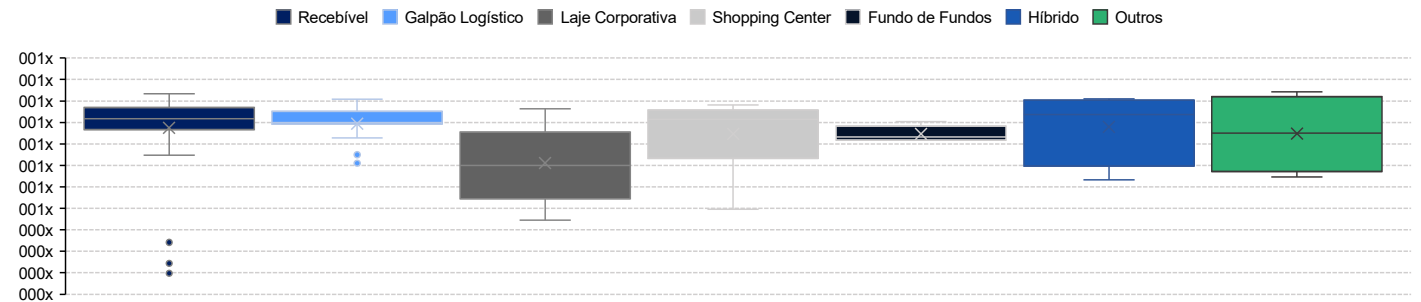 Recebível Galpão Logístico Laje Corporativa Shopping Center Fundo de Fundos Híbrido Outros
001x
001x
001x
001x
001x
001x
001x
001x
000x
000x
000x
000x